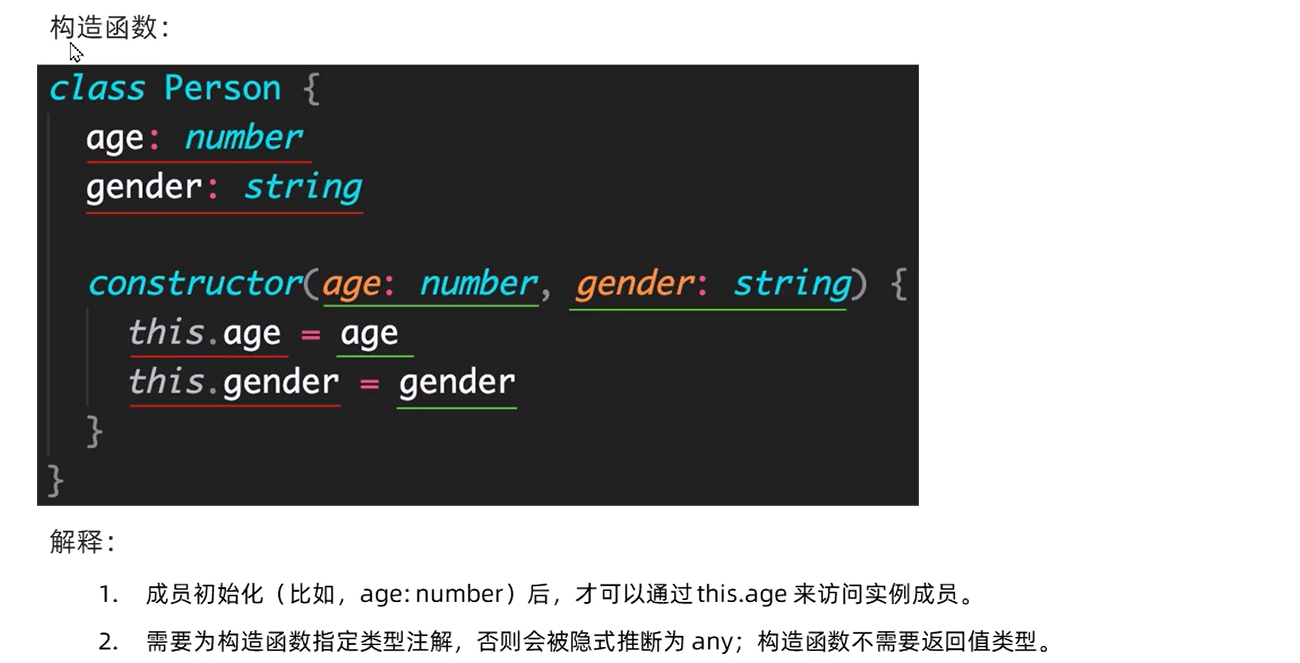 构造函数：
class Person {
age: number
gender: string
constructor(age: number, gender: string) {
this.age = age
this.gender = gender
}
}
解释：
1. 成员初始化（比如，age: number）后，才可以通过 this.age 来访问实例成员。
2. 需要为构造函数指定类型注解，否则会被隐式推断为 any；构造函数不需要返回值类型。